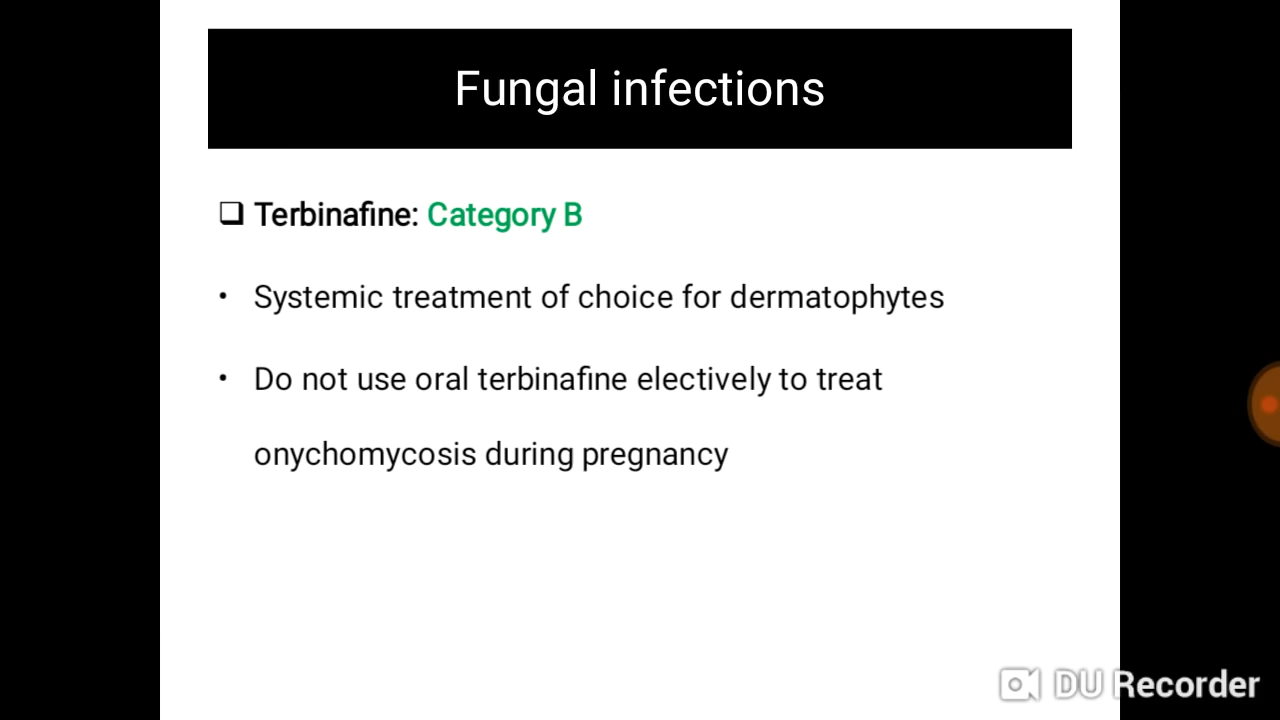 Fungal infections
❑ Terbinafine: Category B
• Systemic treatment of choice for dermatophytes
• Do not use oral terbinafine electively to treat
onychomycosis during pregnancy
DU Recorder